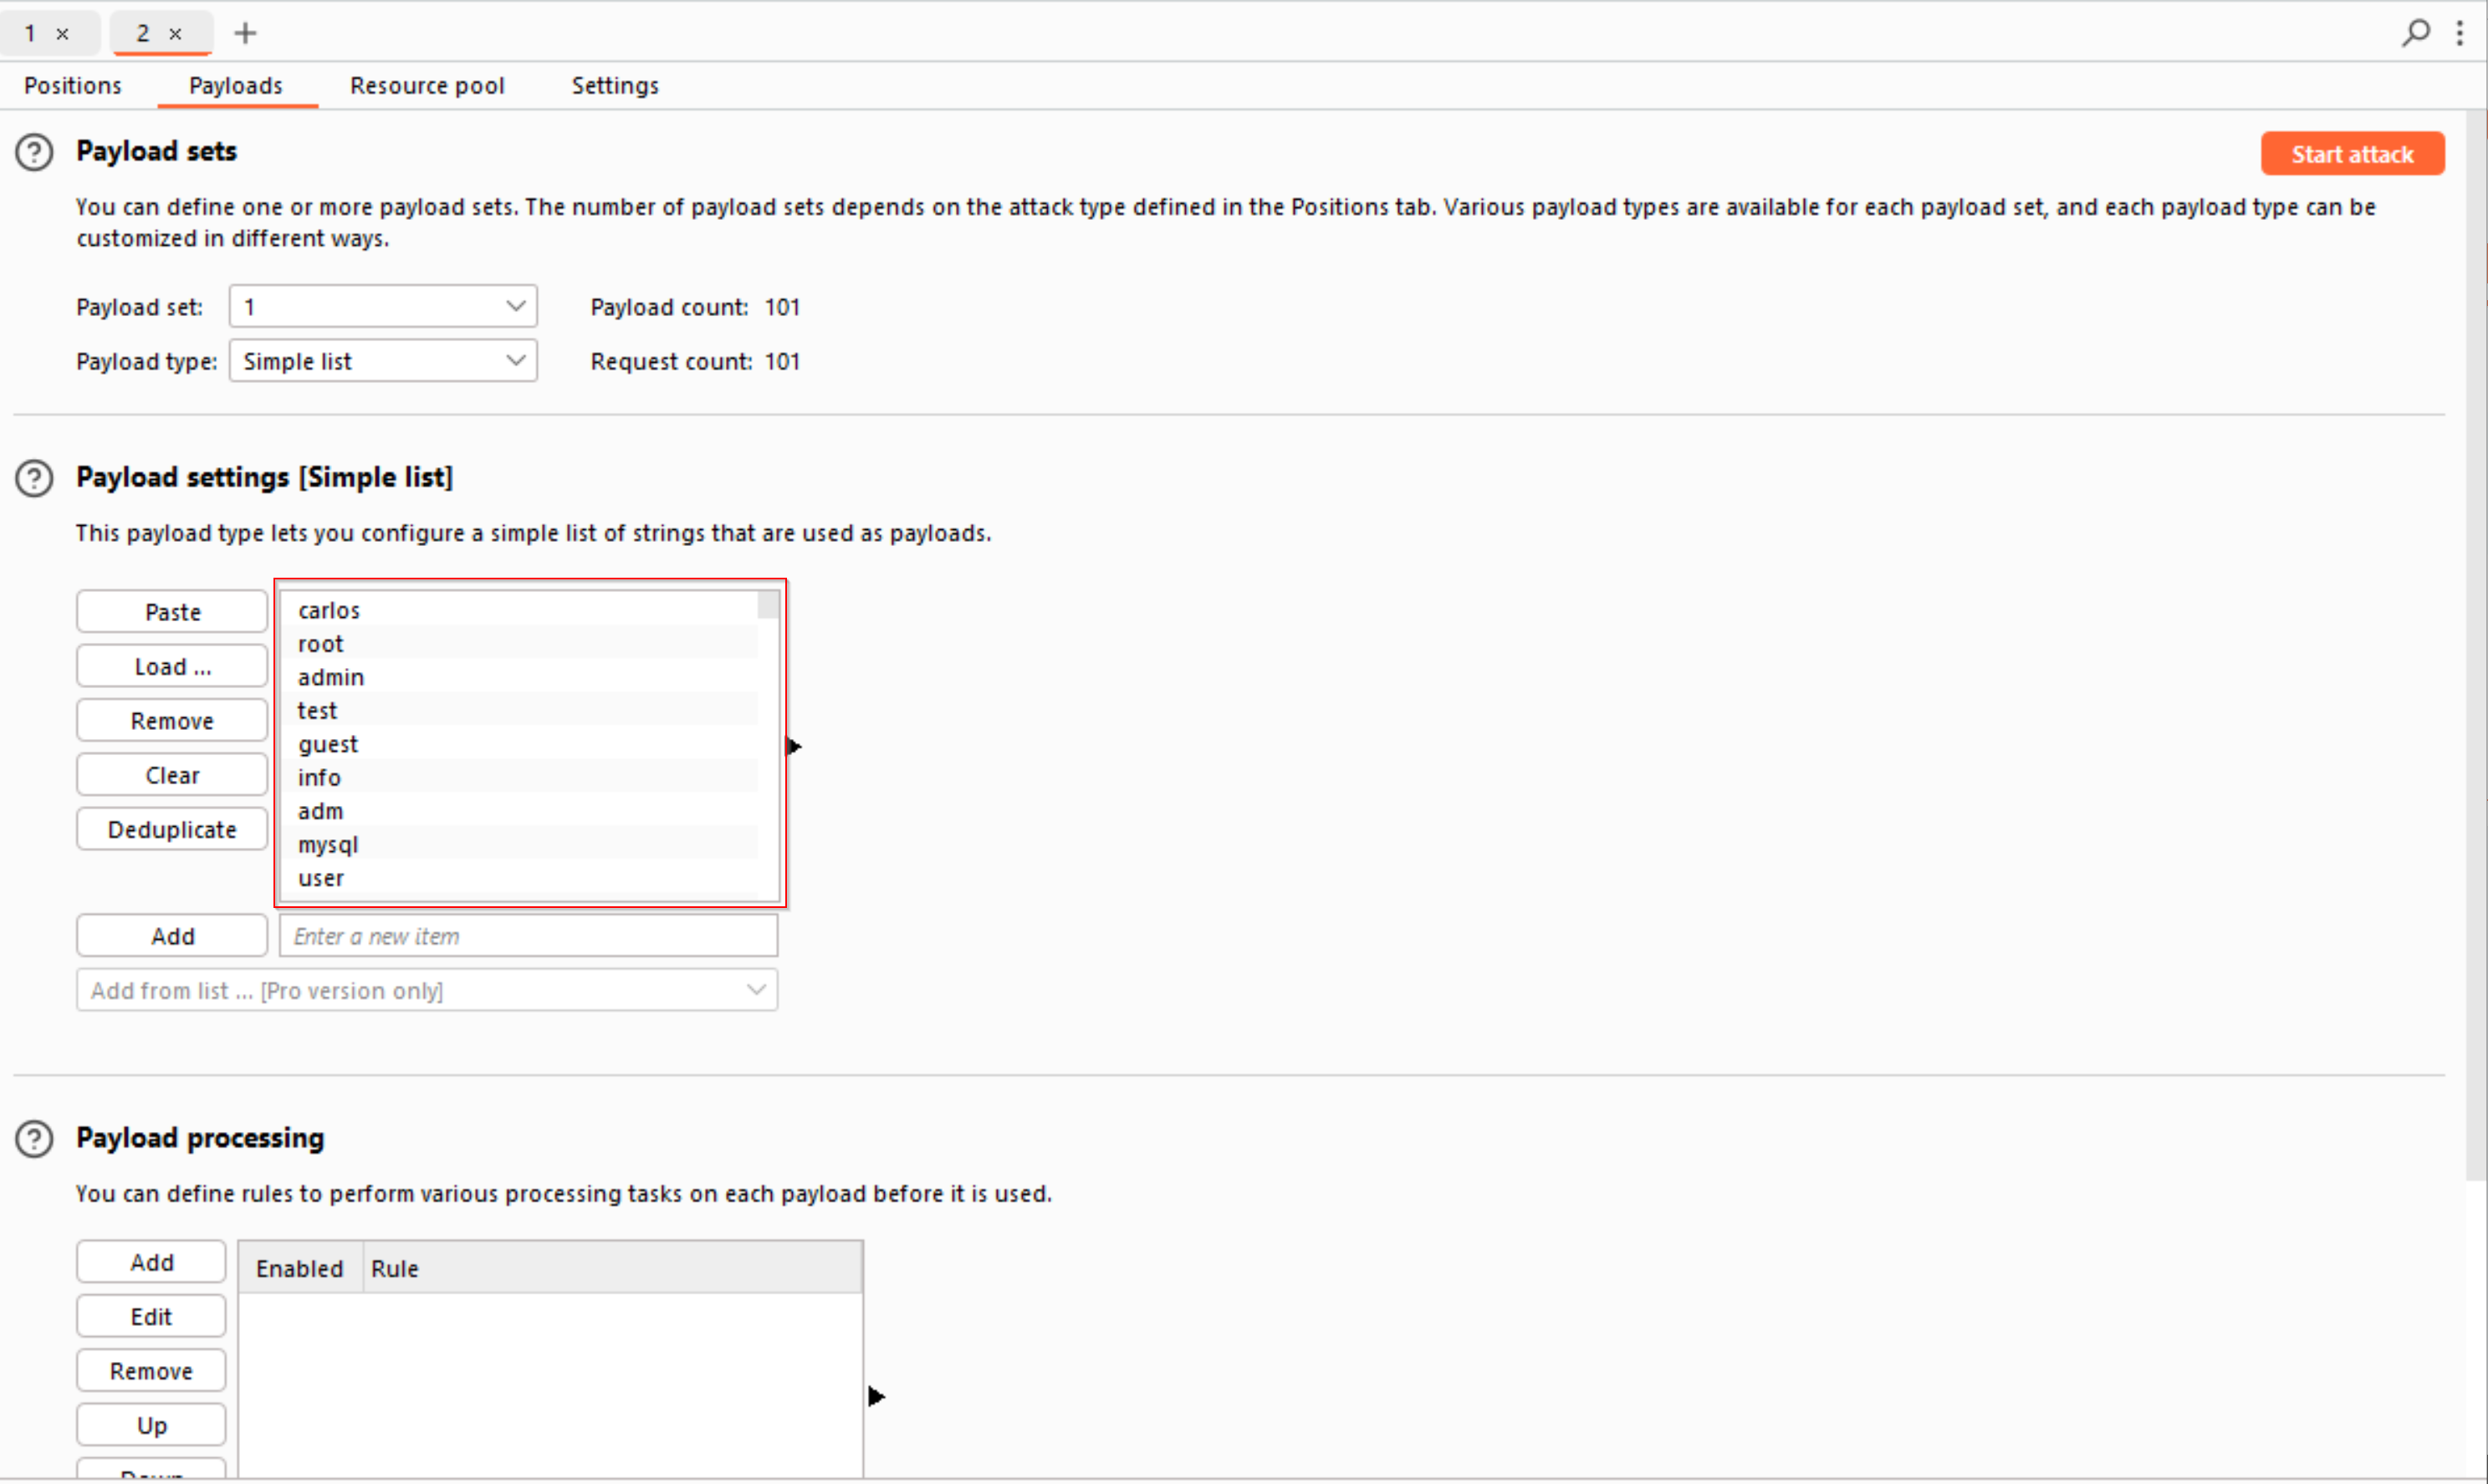 1 × 2 × +
Positions Payloads Resource pool Settings
Payload sets
Start attack
You can define one or more payload sets. The number of payload sets depends on the attack type defined in the Positions tab. Various payload types are available for each payload set, and each payload type can be
customized in different ways.
Payload set: 1 Payload count: 101
Payload type: Simple list Request count: 101
Payload settings [Simple list]
This payload type lets you configure a simple list of strings that are used as payloads.
Paste
Load ...
Remove
Clear
Deduplicate
carlos
root
admin
test
guest
info
adm
mysql
user
Add Enter a new item
Add from list ... [Pro version only]
Payload processing
You can define rules to perform various processing tasks on each payload before it is used.
Add
Edit
Remove
Up
Down
Enabled Rule